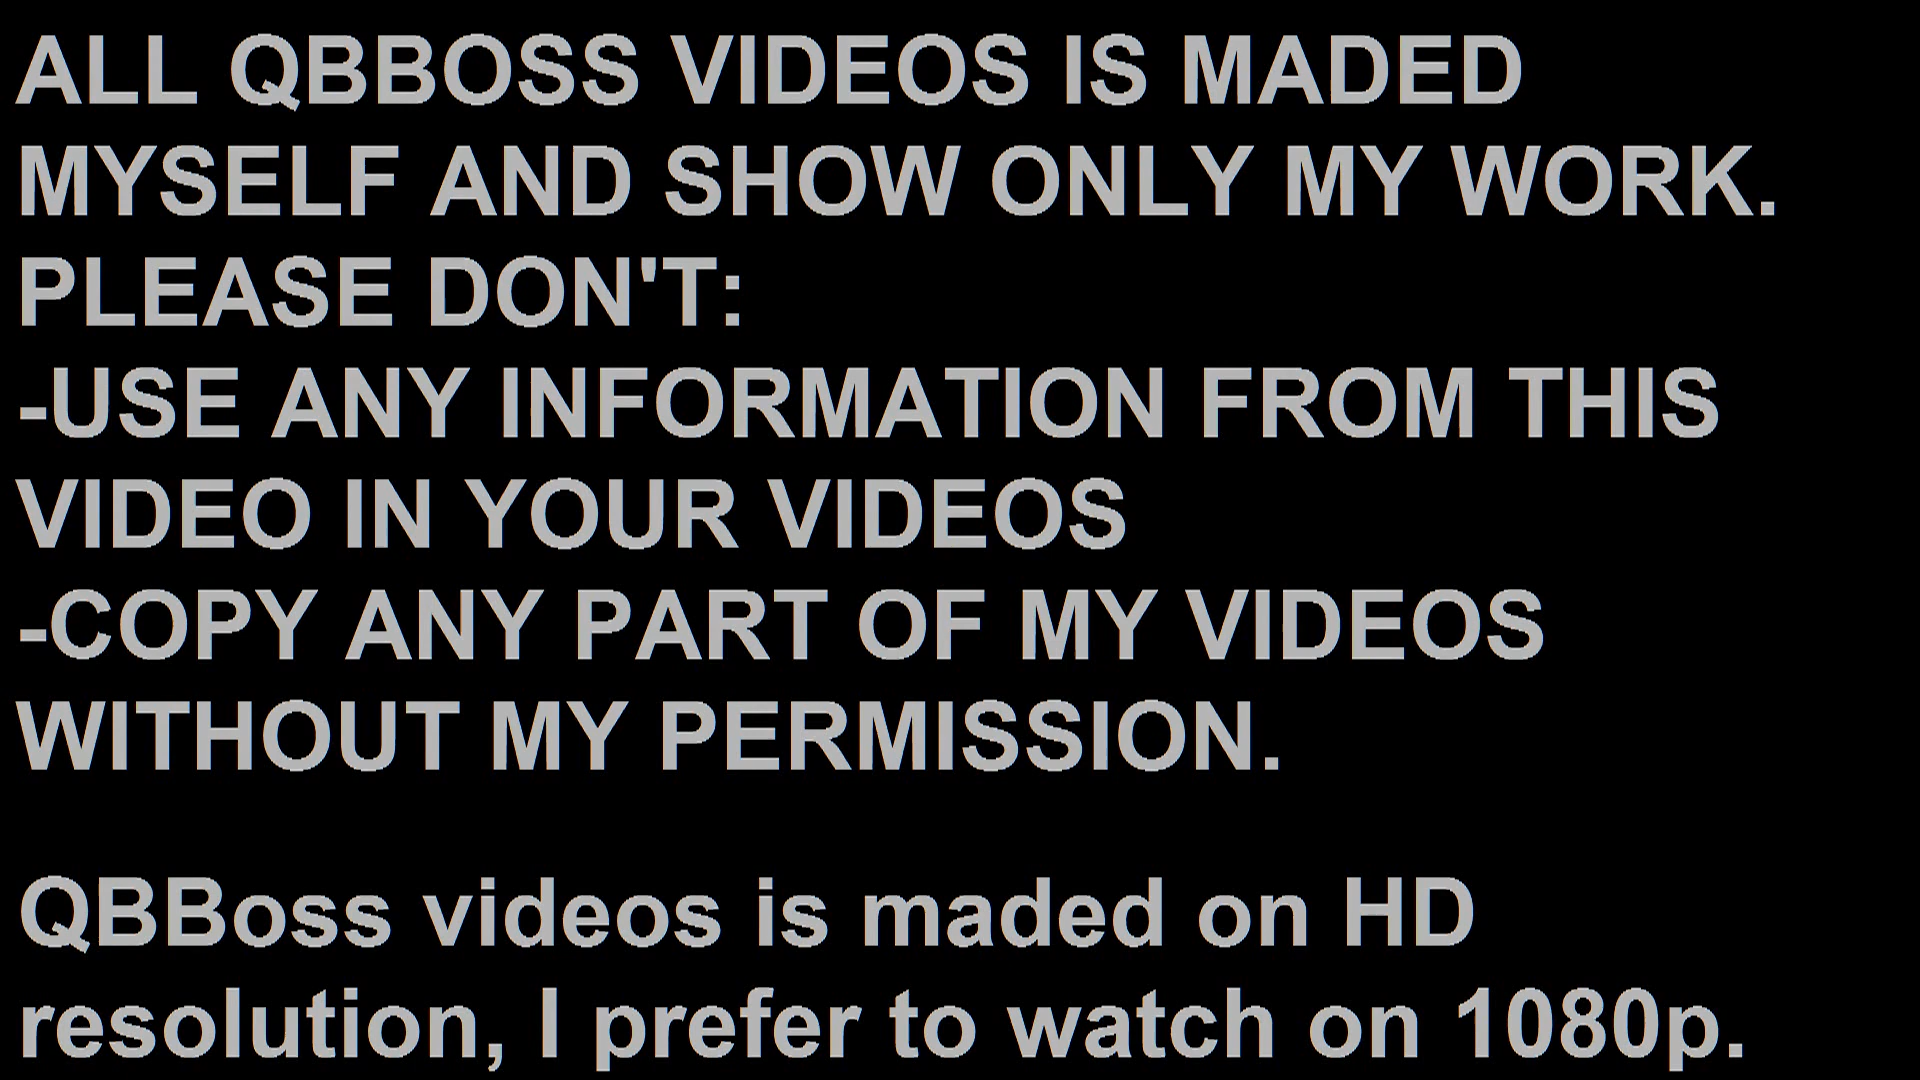 ALL QBBOSS VIDEOS IS MADED
MYSELF AND SHOW ONLY MY WORK.
PLEASE DON'T:
-USE ANY INFORMATION FROM THIS
VIDEO IN YOUR VIDEOS
-COPY ANY PART OF MY VIDEOS
WITHOUT MY PERMISSION.
QBBoss videos is maded on HD
resolution, I prefer to watch on 1080p.